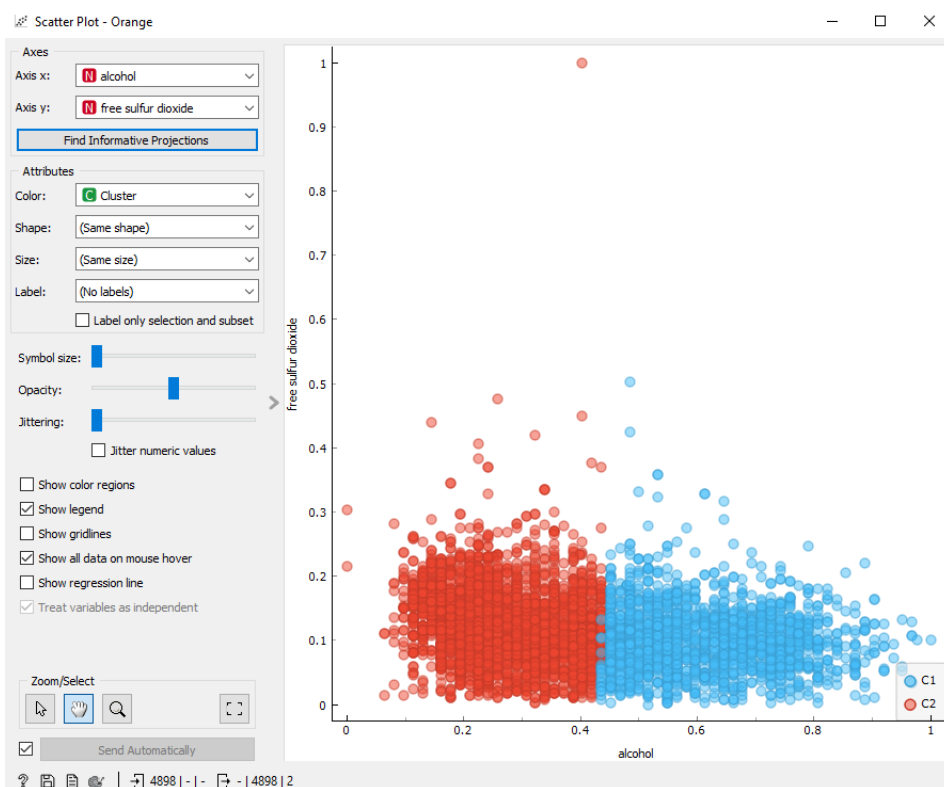 Scatter Plot - Orange
Axes
Axis x:
N alcohol
Axis y:
N free sulfur dioxide
Find Informative Projections
Attributes
Color:
C Cluster
Shape:
(Same shape)
Size:
(Same size)
Label:
(No labels)
Label only selection and subset
Symbol size:
Opacity:
Jittering:
Jitter numeric values
Show color regions
Show legend
Show gridlines
Show all data on mouse hover
Show regression line
Treat variables as independent
Zoom/Select
Send Automatically
? 4898 | - | - - | 4898 | 2
1
0.9
0.8
0.7
0.6
0.5
0.4
0.3
0.2
0.1
0
free sulfur dioxide
0 0.2 0.4 0.6 0.8 1
alcohol
C1
C2